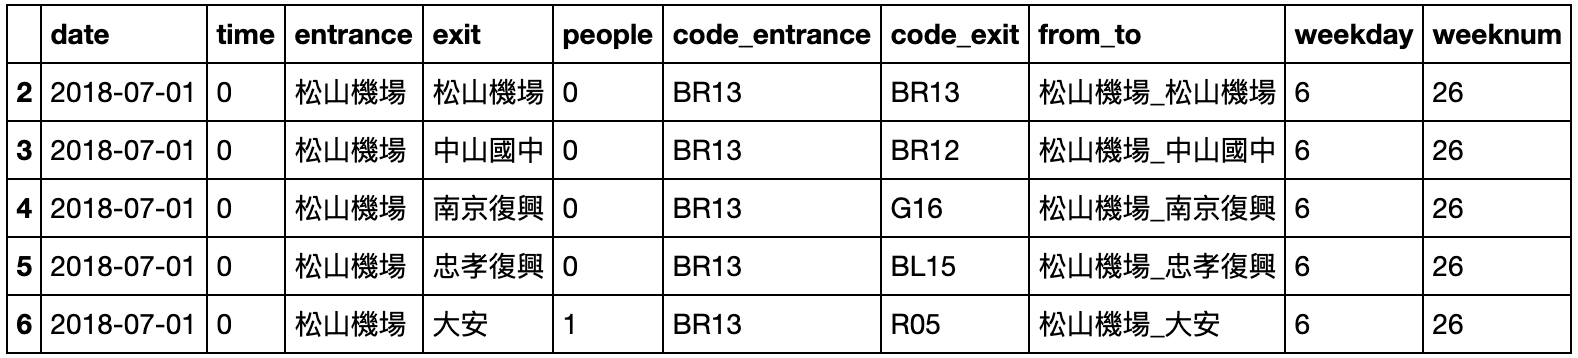 date time entrance exit people code_entrance code_exit from_to weekday weeknum
2 2018-07-01 0 松山機場 松山機場 0 BR13 BR13 松山機場_松山機場 6 26
3 2018-07-01 0 松山機場 中山國中 0 BR13 BR12 松山機場_中山國中 6 26
4 2018-07-01 0 松山機場 南京復興 0 BR13 G16 松山機場_南京復興 6 26
5 2018-07-01 0 松山機場 忠孝復興 0 BR13 BL15 松山機場_忠孝復興 6 26
6 2018-07-01 0 松山機場 大安 1 BR13 R05 松山機場_大安 6 26